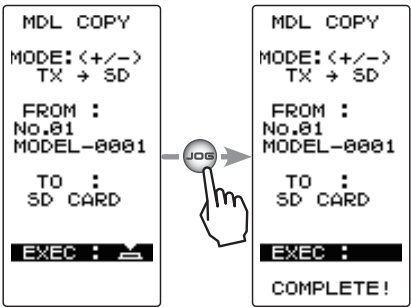 MDL COPY
MODE:(+/-)
TX → SD
FROM :
No.01
MODEL-0001
TO :
SD CARD
EXEC :
JOG
MDL COPY
MODE:(+/-)
TX → SD
FROM :
No.01
MODEL-0001
TO :
SD CARD
EXEC :
COMPLETE!